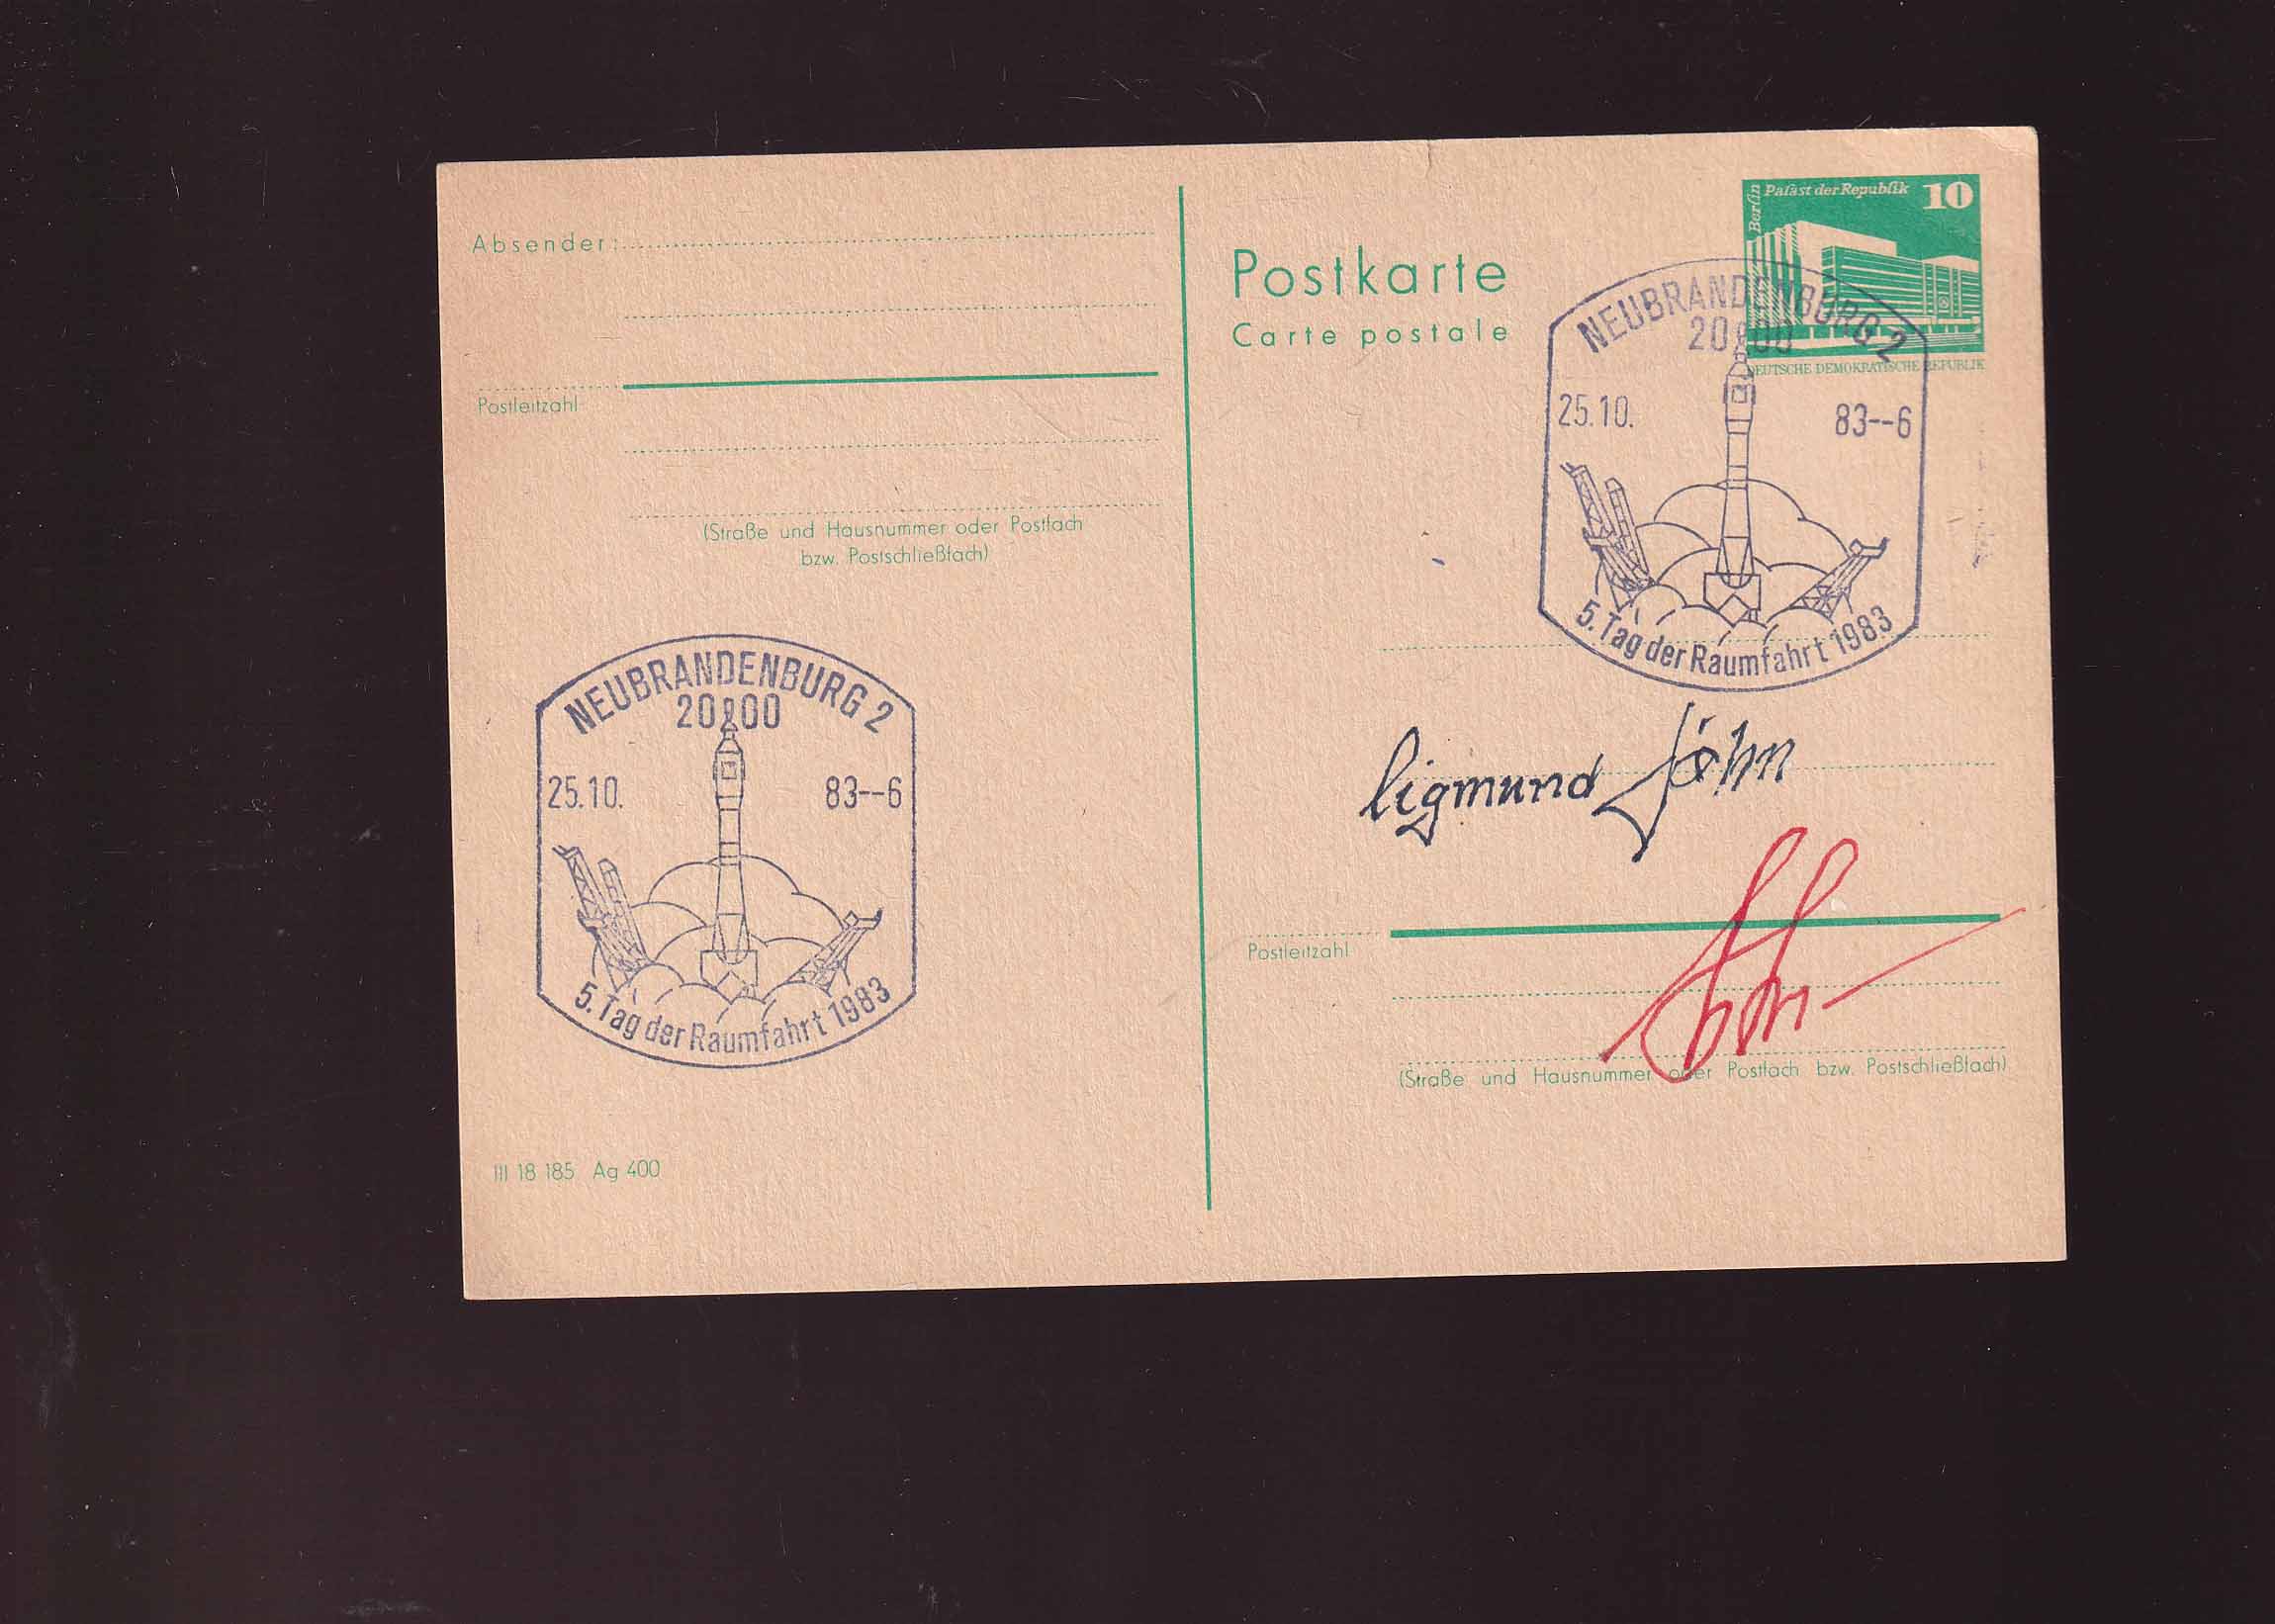 Absender:
Postleitzahl
(Straße und Hausnummer oder Postfach
bzw. Postschließfach)
NEUBRANDENBURG 2
2000
25.10. 83--6
5. Tag der Raumfahrt 1983
III 18 185 Ag 400
Berlin
Palast der Republik 10
DEUTSCHE DEMOKRATISCHE REPUBLIK
Postkarte
Carte postale
NEUBRANDENBURG 2
2000
25.10. 83--6
5. Tag der Raumfahrt 1983
Sigmund Jähn
Postleitzahl
(Straße und Hausnummer oder Postfach bzw. Postschließfach)